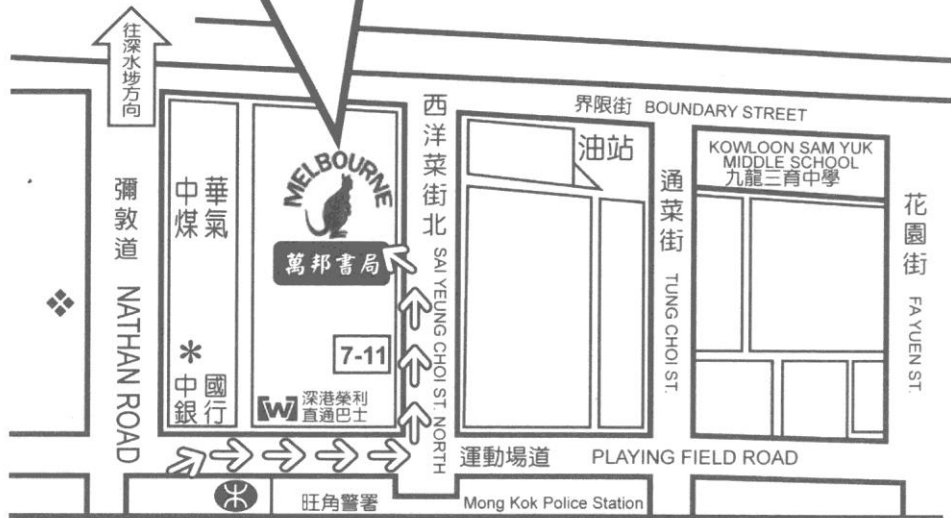 往深水埗方向
界限街 BOUNDARY STREET
西洋菜街北
SAI YEUNG CHOI ST. NORTH
油站
KOWLOON SAM YUK
MIDDLE SCHOOL
九龍三育中學
通菜街
TUNG CHOI ST.
花園街
FA YUEN ST.
彌敦道
NATHAN ROAD
中華
煤氣
MELBOURNE
萬邦書局
7-11
中國
銀行
W
深港榮利
直通巴士
運動場道 PLAYING FIELD ROAD
旺角警署 Mong Kok Police Station